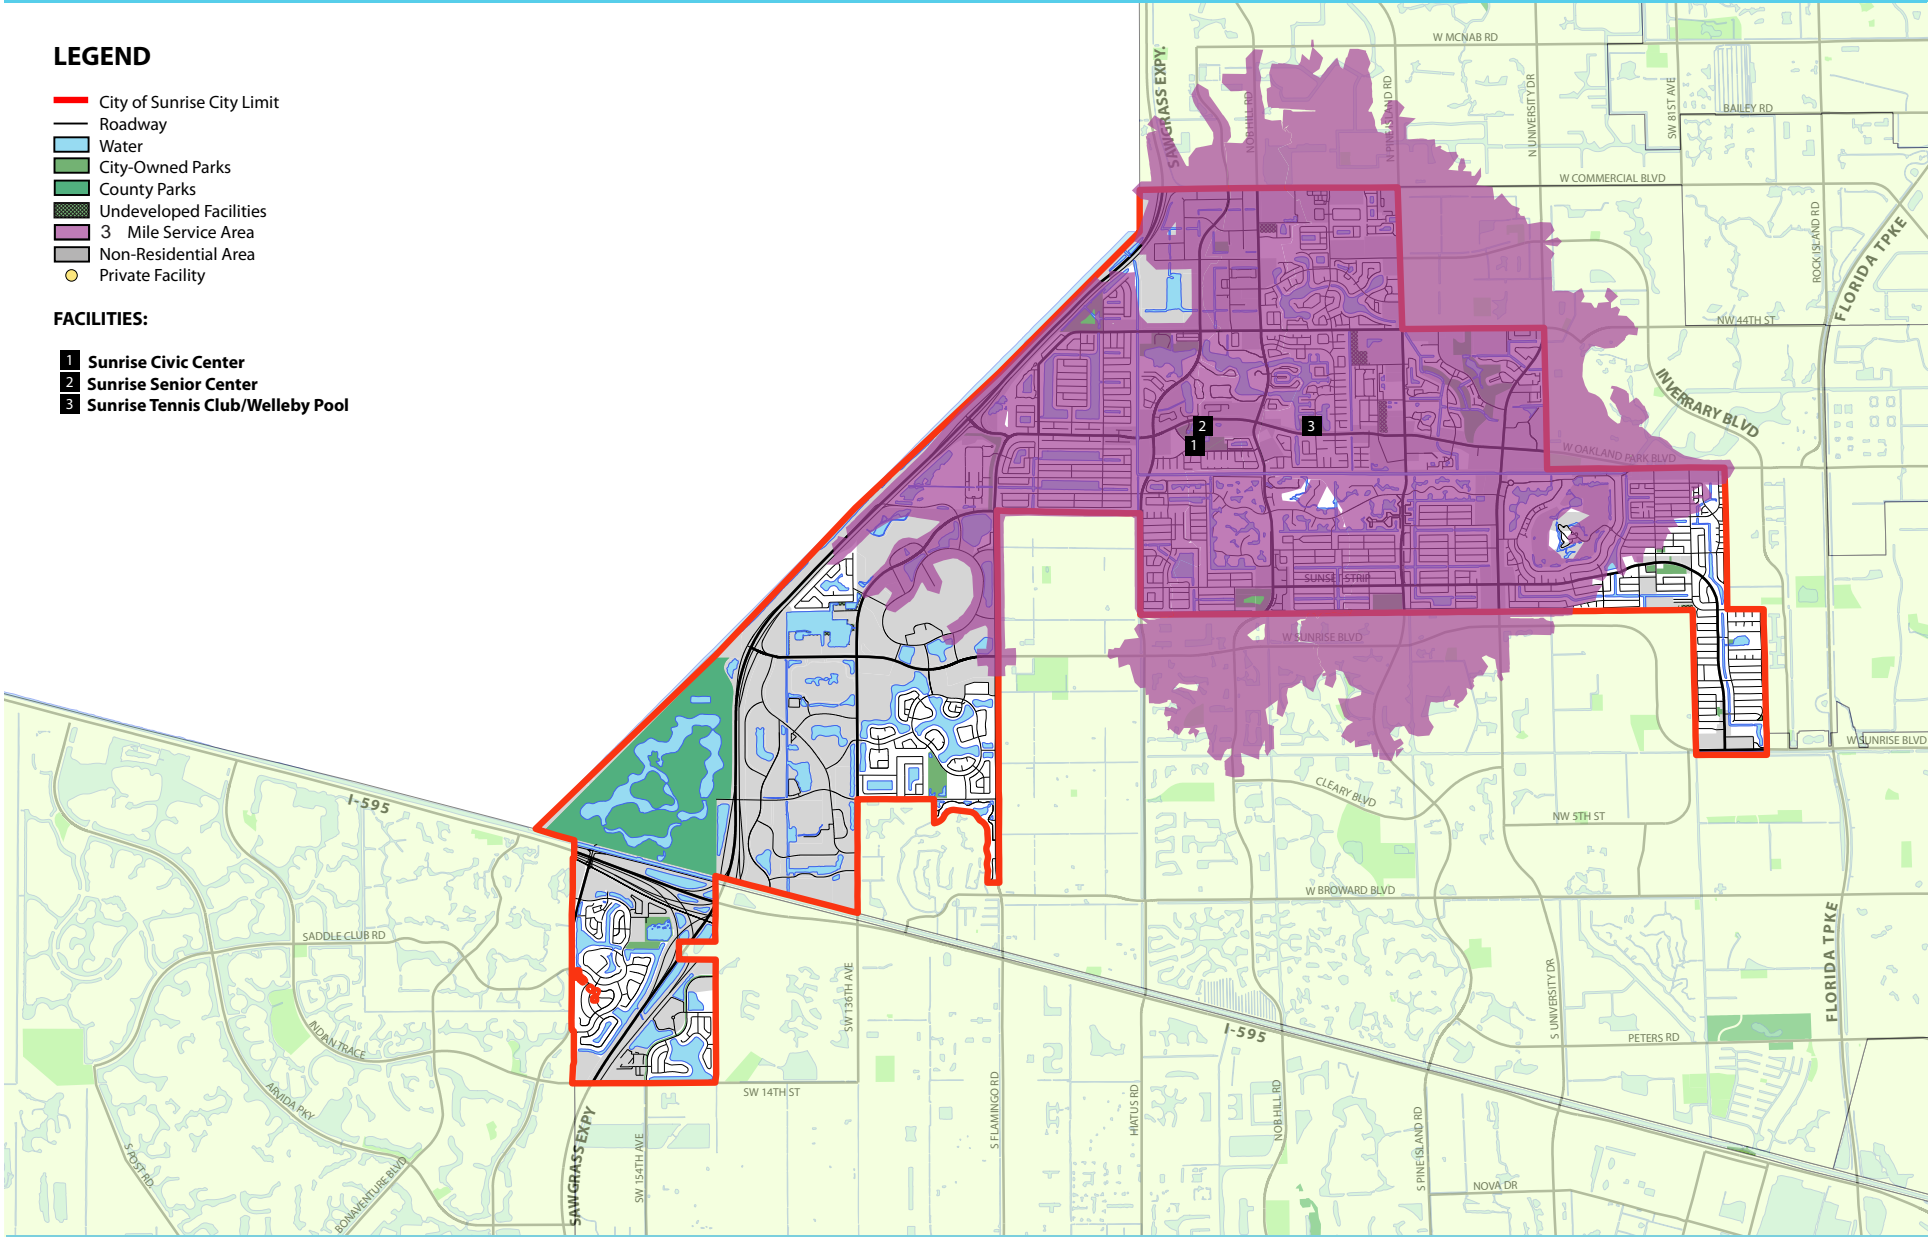 LEGEND
City of Sunrise City Limit
Roadway
Water
City-Owned Parks
County Parks
Undeveloped Facilities
3 Mile Service Area
Non-Residential Area
Private Facility
FACILITIES:
1 Sunrise Civic Center
2 Sunrise Senior Center
3 Sunrise Tennis Club/Welleby Pool
W MCNAB RD
SAWGRASS EXPY.
NOB HILL RD
N PINE ISLAND RD
N UNIVERSITY DR
SW 81ST AVE
BAILEY RD
W COMMERCIAL BLVD
ROCK ISLAND RD
FLORIDA TPKE
NW 44TH ST
INVERRARY BLVD
W OAKLAND PARK BLVD
2
1
3
SUNSET STRIP
W SUNRISE BLVD
W SUNRISE BLVD
CLEARY BLVD
NW 5TH ST
W BROWARD BLVD
I-595
SADDLE CLUB RD
INDIAN TRACE
ARVIDA PKY
S POST RD.
BONAVENTURE BLVD
SAWGRASS EXPY
SW 154TH AVE
SW 14TH ST
SW 136TH AVE
S FLAMINGO RD
HIATUS RD
I-595
NOB HILL RD
S PINE ISLAND RD
S UNIVERSITY DR
NOVA DR
PETERS RD
FLORIDA TPKE